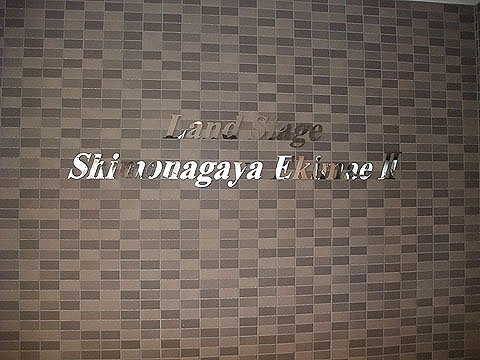 Land Stage
Shimonagaya Ekimae II